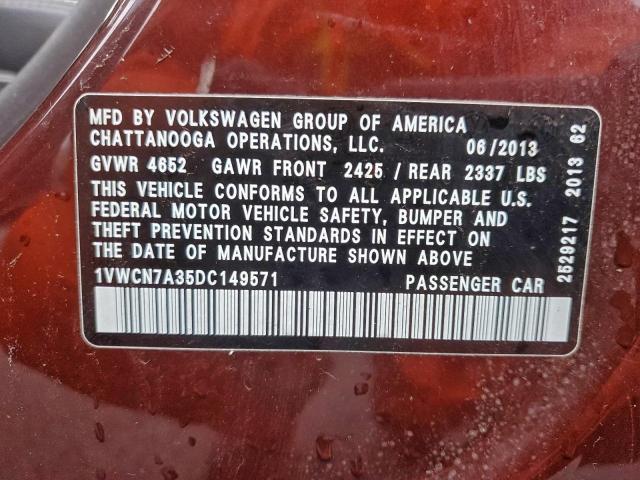 MFD BY VOLKSWAGEN GROUP OF AMERICA
CHATTANOOGA OPERATIONS, LLC. 06/2013
GVWR 4652 GAWR FRONT 2425 / REAR 2337 LBS
THIS VEHICLE CONFORMS TO ALL APPLICABLE U.S.
FEDERAL MOTOR VEHICLE SAFETY, BUMPER AND
THEFT PREVENTION STANDARDS IN EFFECT ON
THE DATE OF MANUFACTURE SHOWN ABOVE
1VWCN7A35DC149571 PASSENGER CAR
2529217 2013 62